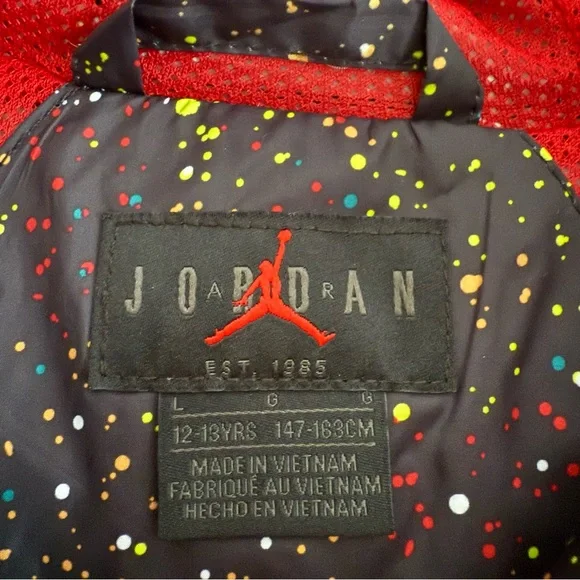 JORDAN
AIR
EST. 1985
L G G
12-13YRS 147-163CM
MADE IN VIETNAM
FABRIQUÉ AU VIETNAM
HECHO EN VIETNAM